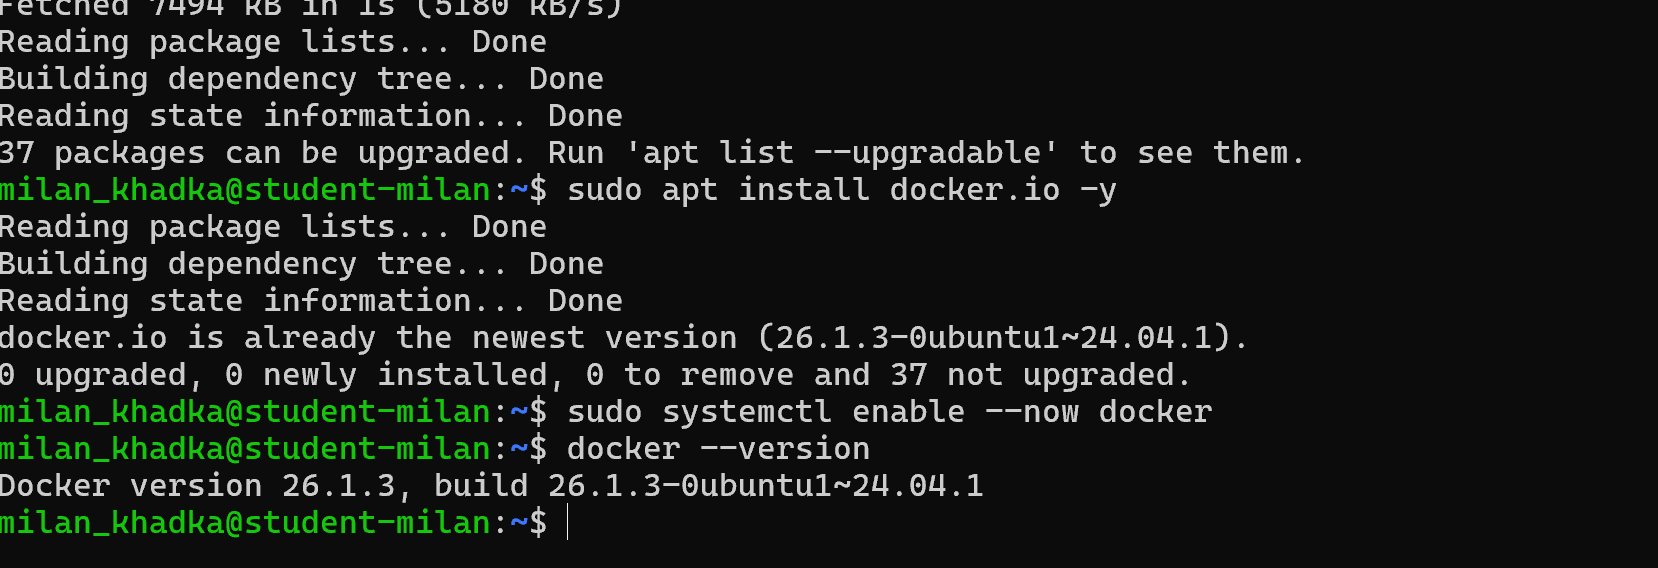 Fetched 7494 kB in 1s (5180 kB/s)
Reading package lists... Done
Building dependency tree... Done
Reading state information... Done
37 packages can be upgraded. Run 'apt list --upgradable' to see them.
milan_khadka@student-milan:~$ sudo apt install docker.io -y
Reading package lists... Done
Building dependency tree... Done
Reading state information... Done
docker.io is already the newest version (26.1.3-0ubuntu1~24.04.1).
0 upgraded, 0 newly installed, 0 to remove and 37 not upgraded.
milan_khadka@student-milan:~$ sudo systemctl enable --now docker
milan_khadka@student-milan:~$ docker --version
Docker version 26.1.3, build 26.1.3-0ubuntu1~24.04.1
milan_khadka@student-milan:~$